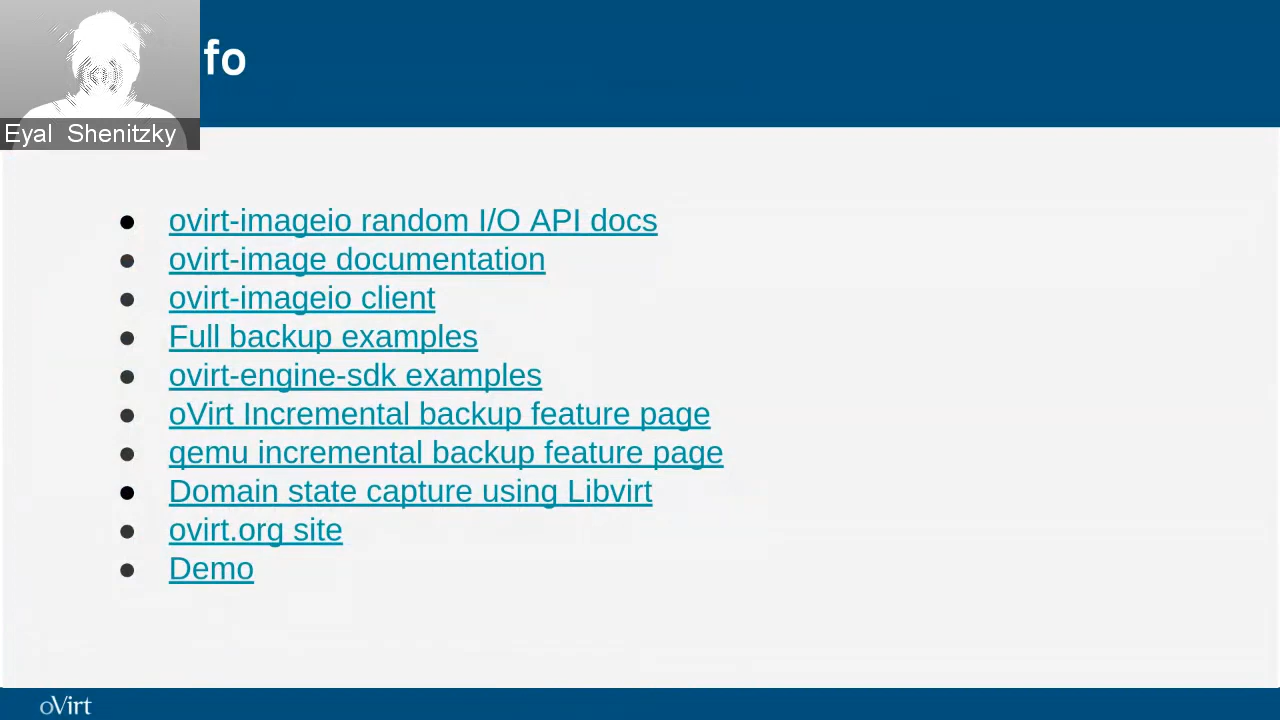 fo
Eyal Shenitzky
ovirt-imageio random I/O API docs
ovirt-image documentation
ovirt-imageio client
Full backup examples
ovirt-engine-sdk examples
oVirt Incremental backup feature page
qemu incremental backup feature page
Domain state capture using Libvirt
ovirt.org site
Demo
oVirt